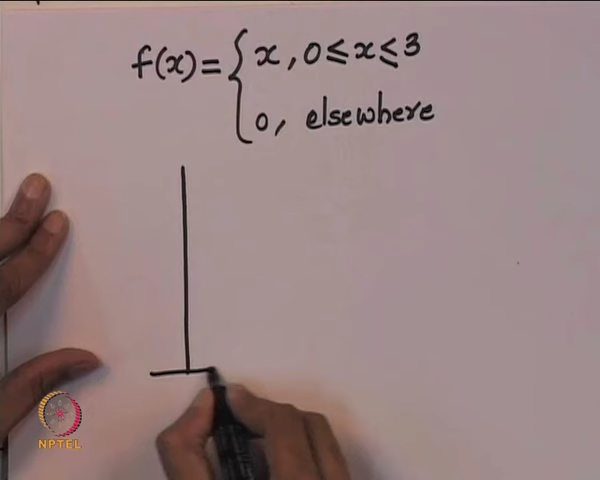 f(x) = { x, 0 ≤ x ≤ 3
0, elsewhere
NPTEL